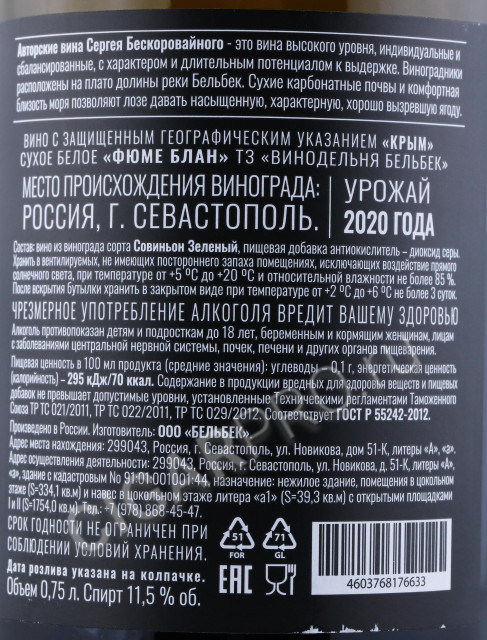 Авторские вина Сергея Бескоровайного - это вина высокого уровня, индивидуальные и
сбалансированные, с характером и длительным потенциалом к выдержке. Виноградники
расположены на плато долины реки Бельбек. Сухие карбонатные почвы и комфортная
близость моря позволяют лозе давать насыщенную, характерную, хорошо вызревшую ягоду.
ВИНО С ЗАЩИЩЕННЫМ ГЕОГРАФИЧЕСКИМ УКАЗАНИЕМ «КРЫМ»
СУХОЕ БЕЛОЕ «ФЮМЕ БЛАН» ТЗ «ВИНОДЕЛЬНЯ БЕЛЬБЕК»
МЕСТО ПРОИСХОЖДЕНИЯ ВИНОГРАДА:
РОССИЯ, Г. СЕВАСТОПОЛЬ.
УРОЖАЙ
2020 ГОДА
Состав: вино из винограда сорта Совиньон Зеленый, пищевая добавка антиокислитель – диоксид серы.
Хранить в вентилируемых, не имеющих постороннего запаха помещениях, исключающих воздействие прямого
солнечного света, при температуре от +5 ºС до +20 ºС и относительной влажности не более 85 %.
После вскрытия бутылки хранить в закрытом виде при температуре от +2 ºС до +6 ºС не более 3 суток.
ЧРЕЗМЕРНОЕ УПОТРЕБЛЕНИЕ АЛКОГОЛЯ ВРЕДИТ ВАШЕМУ ЗДОРОВЬЮ
Алкоголь противопоказан детям и подросткам до 18 лет, беременным и кормящим женщинам, лицам
с заболеваниями центральной нервной системы, почек, печени и других органов пищеварения.
Пищевая ценность в 100 мл продукта (средние значения): углеводы – г, энергетическая ценность
(калорийность) – 295 кДж/70 ккал. Содержание в продукции вредных для здоровья веществ и пищевых
добавок не превышает допустимые уровни, установленные Техническими регламентами Таможенного
Союза ТР ТС 021/2011, ТР ТС 022/2011, ТР ТС 029/2012. Соответствует ГОСТ Р 55242-2012.
Произведено в России. Изготовитель: ООО «БЕЛЬБЕК».
Адрес места нахождения: 299043, Россия, г. Севастополь, ул. Новикова, дом 51-К, литеры «А», «а».
Адрес осуществления деятельности: 299043, Россия, г. Севастополь, ул. Новикова, д. 51-К, литеры «А»,
«а», здание с кадастровым № 91:01:001001:44, назначение: нежилое здание, помещения в цокольном
этаже (S=334,1 кв.м) и навес в цокольном этаже литера «а1» (S=39,3 кв.м) с открытыми площадками
I и II (S=1754,0 кв.м). Тел.: +7 (978) 868-45-47.
СРОК ГОДНОСТИ НЕ ОГРАНИЧЕН ПРИ
СОБЛЮДЕНИИ УСЛОВИЙ ХРАНЕНИЯ.
Дата розлива указана на колпачке.
Объем 0,75 л. Спирт 11,5 % об.
51
FOR
71
GL
EAC
4603768176633